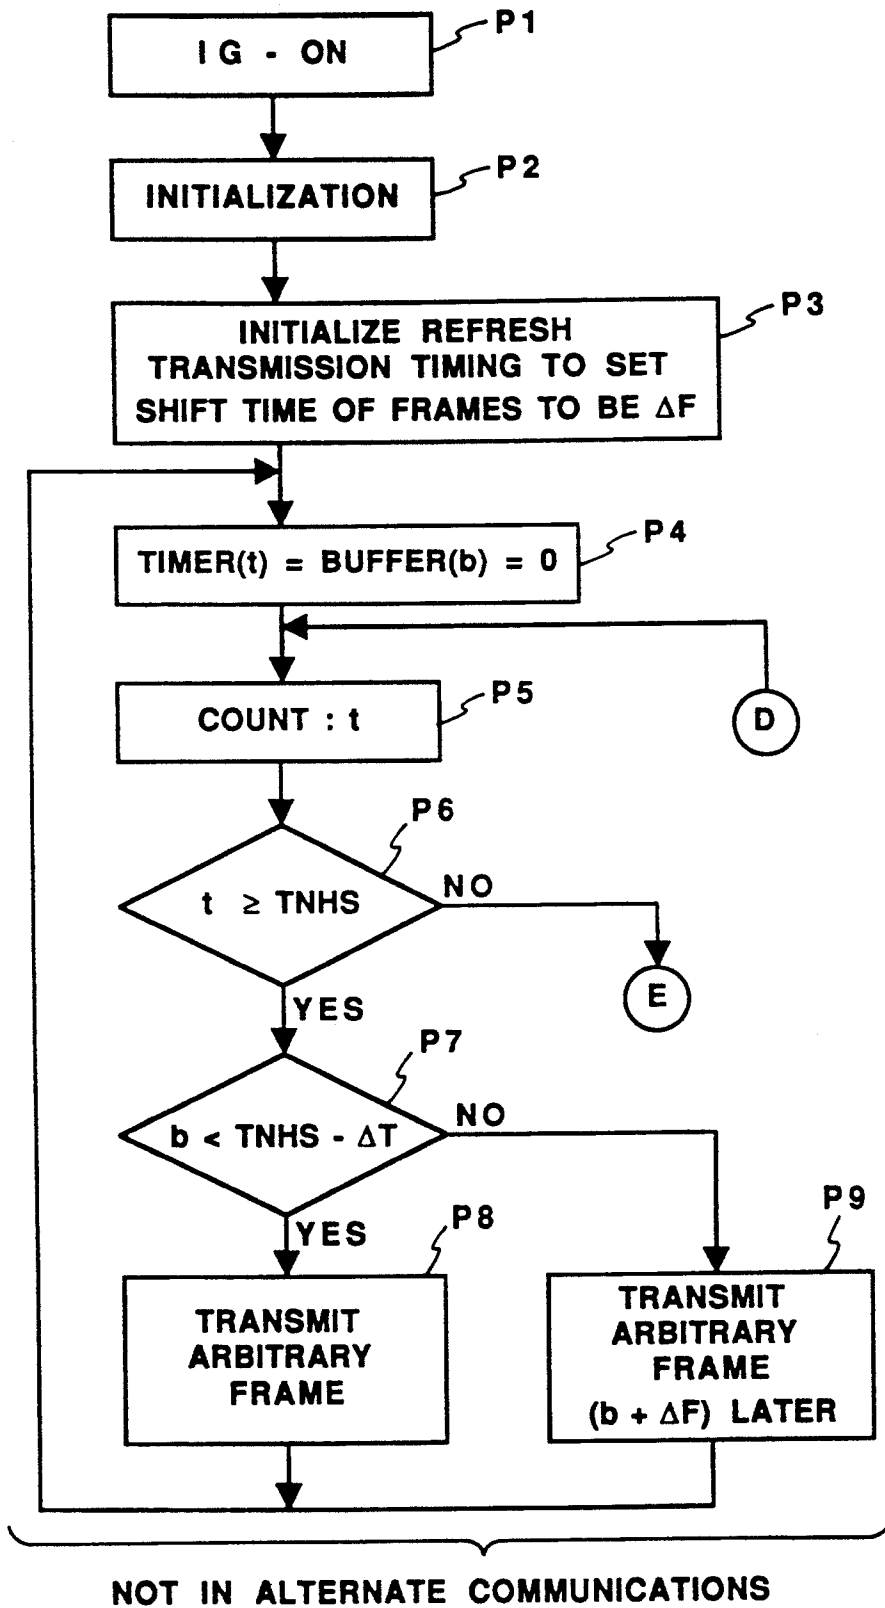 P1
IG - ON
P2
INITIALIZATION
P3
INITIALIZE REFRESH
TRANSMISSION TIMING TO SET
SHIFT TIME OF FRAMES TO BE ΔF
P4
TIMER(t) = BUFFER(b) = 0
P5
COUNT : t
D
P6
t ≥ TNHS
NO
E
YES
P7
b < TNHS - ΔT
NO
YES
P8
TRANSMIT
ARBITRARY
FRAME
P9
TRANSMIT
ARBITRARY
FRAME
(b + ΔF) LATER
NOT IN ALTERNATE COMMUNICATIONS